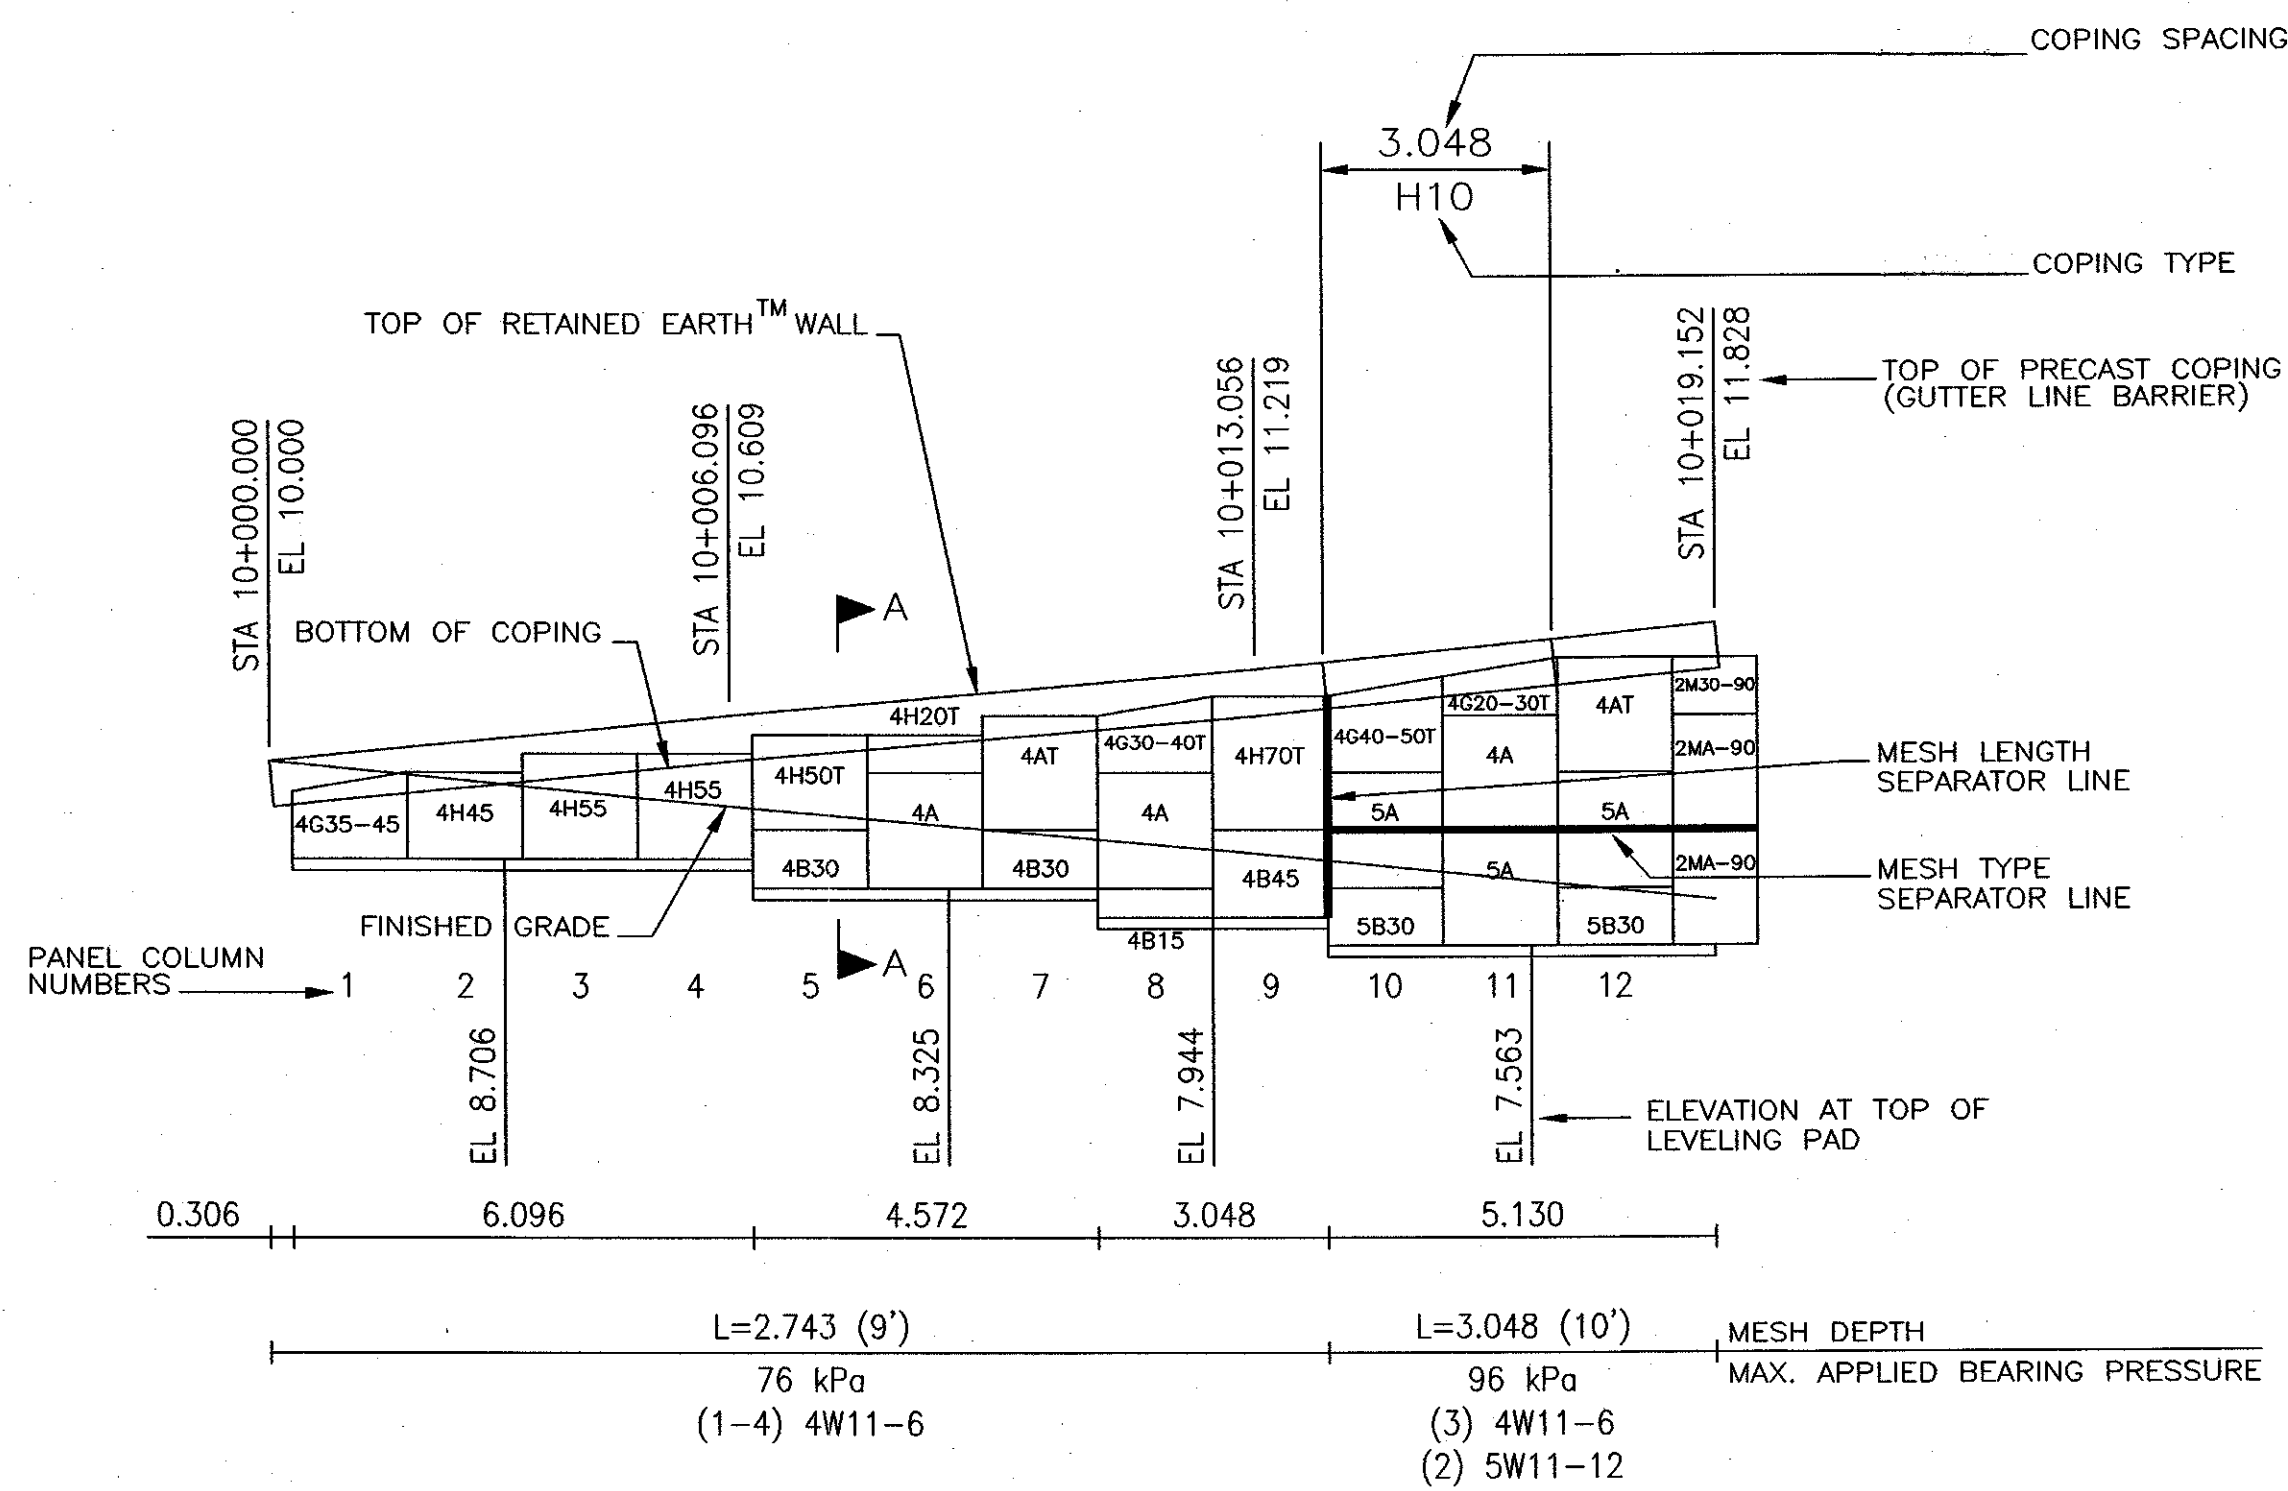 COPING SPACING
3.048
H10
COPING TYPE
TOP OF RETAINED EARTH™ WALL
STA 10+000.000
EL 10.000
STA 10+006.096
EL 10.609
STA 10+013.056
EL 11.219
STA 10+019.152
EL 11.828
TOP OF PRECAST COPING
(GUTTER LINE BARRIER)
A
BOTTOM OF COPING
4G35-45
4H45
4H55
4H55
4H50T
4B30
4H20T
4A
4AT
4B30
4G30-40T
4A
4B15
4H70T
4B45
4G40-50T
5A
5B30
4G20-30T
4A
5A
4AT
5A
5B30
2M30-90
2MA-90
2MA-90
MESH LENGTH
SEPARATOR LINE
MESH TYPE
SEPARATOR LINE
FINISHED GRADE
A
PANEL COLUMN
NUMBERS
1 2 3 4 5 6 7 8 9 10 11 12
EL 8.706
EL 8.325
EL 7.944
EL 7.563
ELEVATION AT TOP OF
LEVELING PAD
0.306 6.096 4.572 3.048 5.130
L=2.743 (9')
L=3.048 (10')
MESH DEPTH
76 kPa
96 kPa
MAX. APPLIED BEARING PRESSURE
(1-4) 4W11-6
(3) 4W11-6
(2) 5W11-12